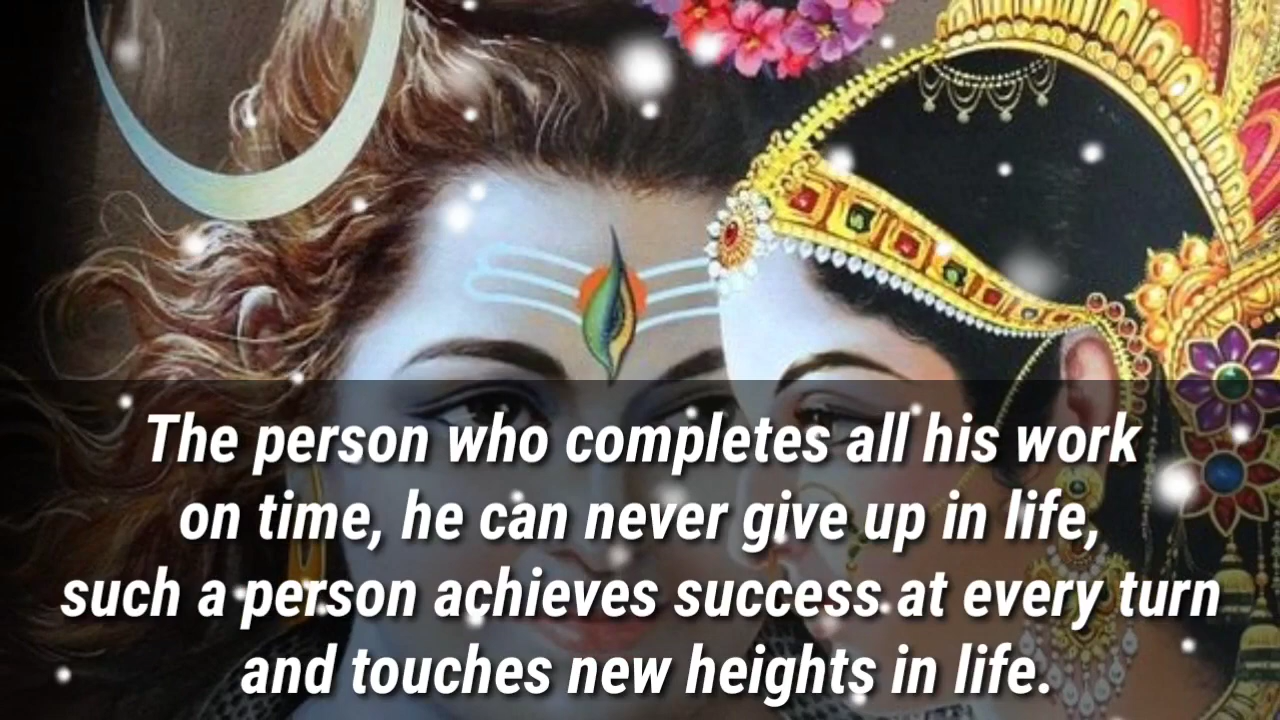 The person who completes all his work
on time, he can never give up in life,
such a person achieves success at every turn
and touches new heights in life.